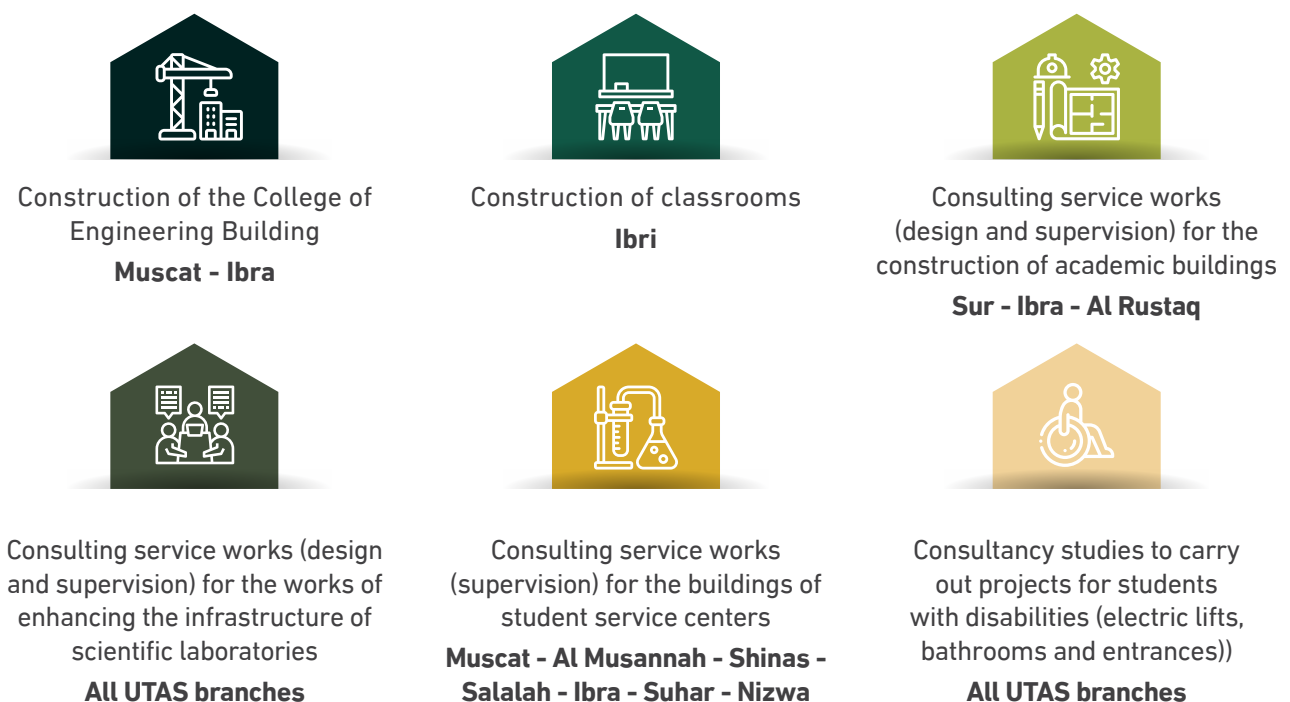 Construction of the College of
Engineering Building
Muscat - Ibra
Construction of classrooms
Ibri
Consulting service works
(design and supervision) for the
construction of academic buildings
Sur - Ibra - Al Rustaq
Consulting service works (design
and supervision) for the works of
enhancing the infrastructure of
scientific laboratories
All UTAS branches
Consulting service works
(supervision) for the buildings of
student service centers
Muscat - Al Musannah - Shinas -
Salalah - Ibra - Suhar - Nizwa
Consultancy studies to carry
out projects for students
with disabilities (electric lifts,
bathrooms and entrances))
All UTAS branches